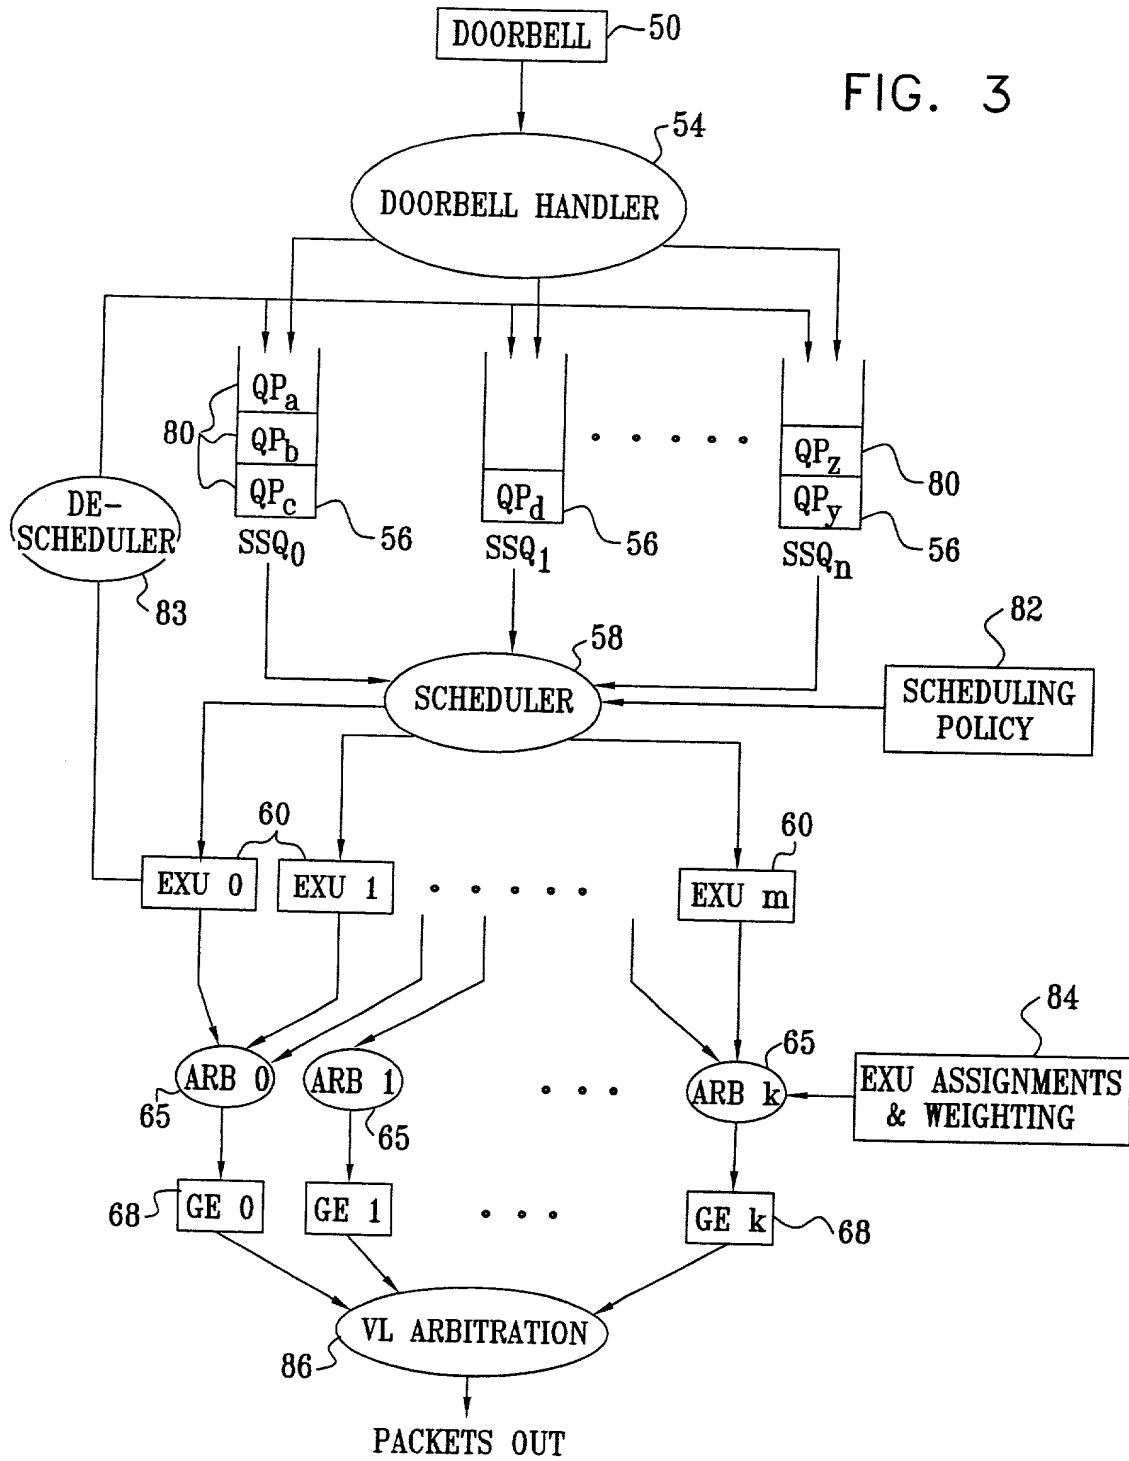 DOORBELL
50
FIG. 3
54
DOORBELL HANDLER
QPa
80
QPb
QPc
QPd
QPz
80
QPy
56
56
56
SSQ0
SSQ1
SSQn
DE-
SCHEDULER
83
58
SCHEDULER
82
SCHEDULING
POLICY
60
60
EXU 0
EXU 1
EXU m
84
65
ARB 0
ARB 1
ARB k
65
65
EXU ASSIGNMENTS
& WEIGHTING
68
GE 0
GE 1
GE k
68
VL ARBITRATION
86
PACKETS OUT